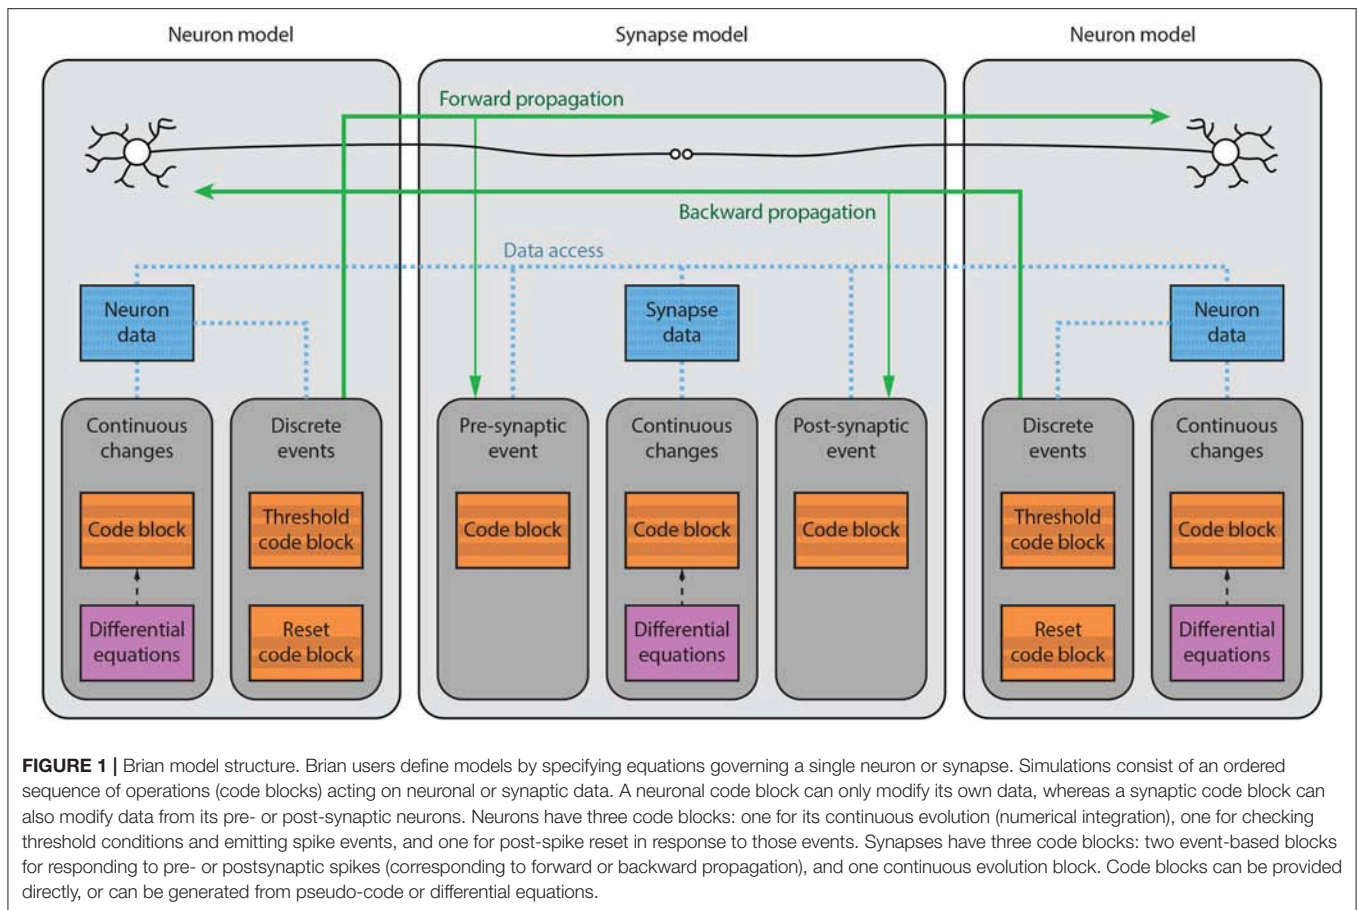 Neuron model
Synapse model
Neuron model
Forward propagation
Backward propagation
Data access
Neuron
data
Synapse
data
Neuron
data
Continuous
changes
Code block
Differential
equations
Discrete
events
Threshold
code block
Reset
code block
Pre-synaptic
event
Code block
Continuous
changes
Code block
Differential
equations
Post-synaptic
event
Code block
Discrete
events
Threshold
code block
Reset
code block
Continuous
changes
Code block
Differential
equations
FIGURE 1 | Brian model structure. Brian users define models by specifying equations governing a single neuron or synapse. Simulations consist of an ordered
sequence of operations (code blocks) acting on neuronal or synaptic data. A neuronal code block can only modify its own data, whereas a synaptic code block can
also modify data from its pre- or post-synaptic neurons. Neurons have three code blocks: one for its continuous evolution (numerical integration), one for checking
threshold conditions and emitting spike events, and one for post-spike reset in response to those events. Synapses have three code blocks: two event-based blocks
for responding to pre- or postsynaptic spikes (corresponding to forward or backward propagation), and one continuous evolution block. Code blocks can be provided
directly, or can be generated from pseudo-code or differential equations.